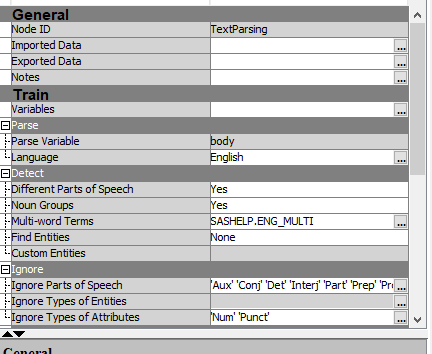 General
Node ID TextParsing
Imported Data ...
Exported Data ...
Notes ...
Train
Variables ...
Parse
Parse Variable body
Language English
Detect
Different Parts of Speech Yes
Noun Groups Yes
Multi-word Terms SASHELP.ENG_MULTI ...
Find Entities None
Custom Entities
Ignore
Ignore Parts of Speech 'Aux' 'Conj' 'Det' 'Interj' 'Part' 'Prep' 'Pro ...
Ignore Types of Entities ...
Ignore Types of Attributes 'Num' 'Punct' ...
General